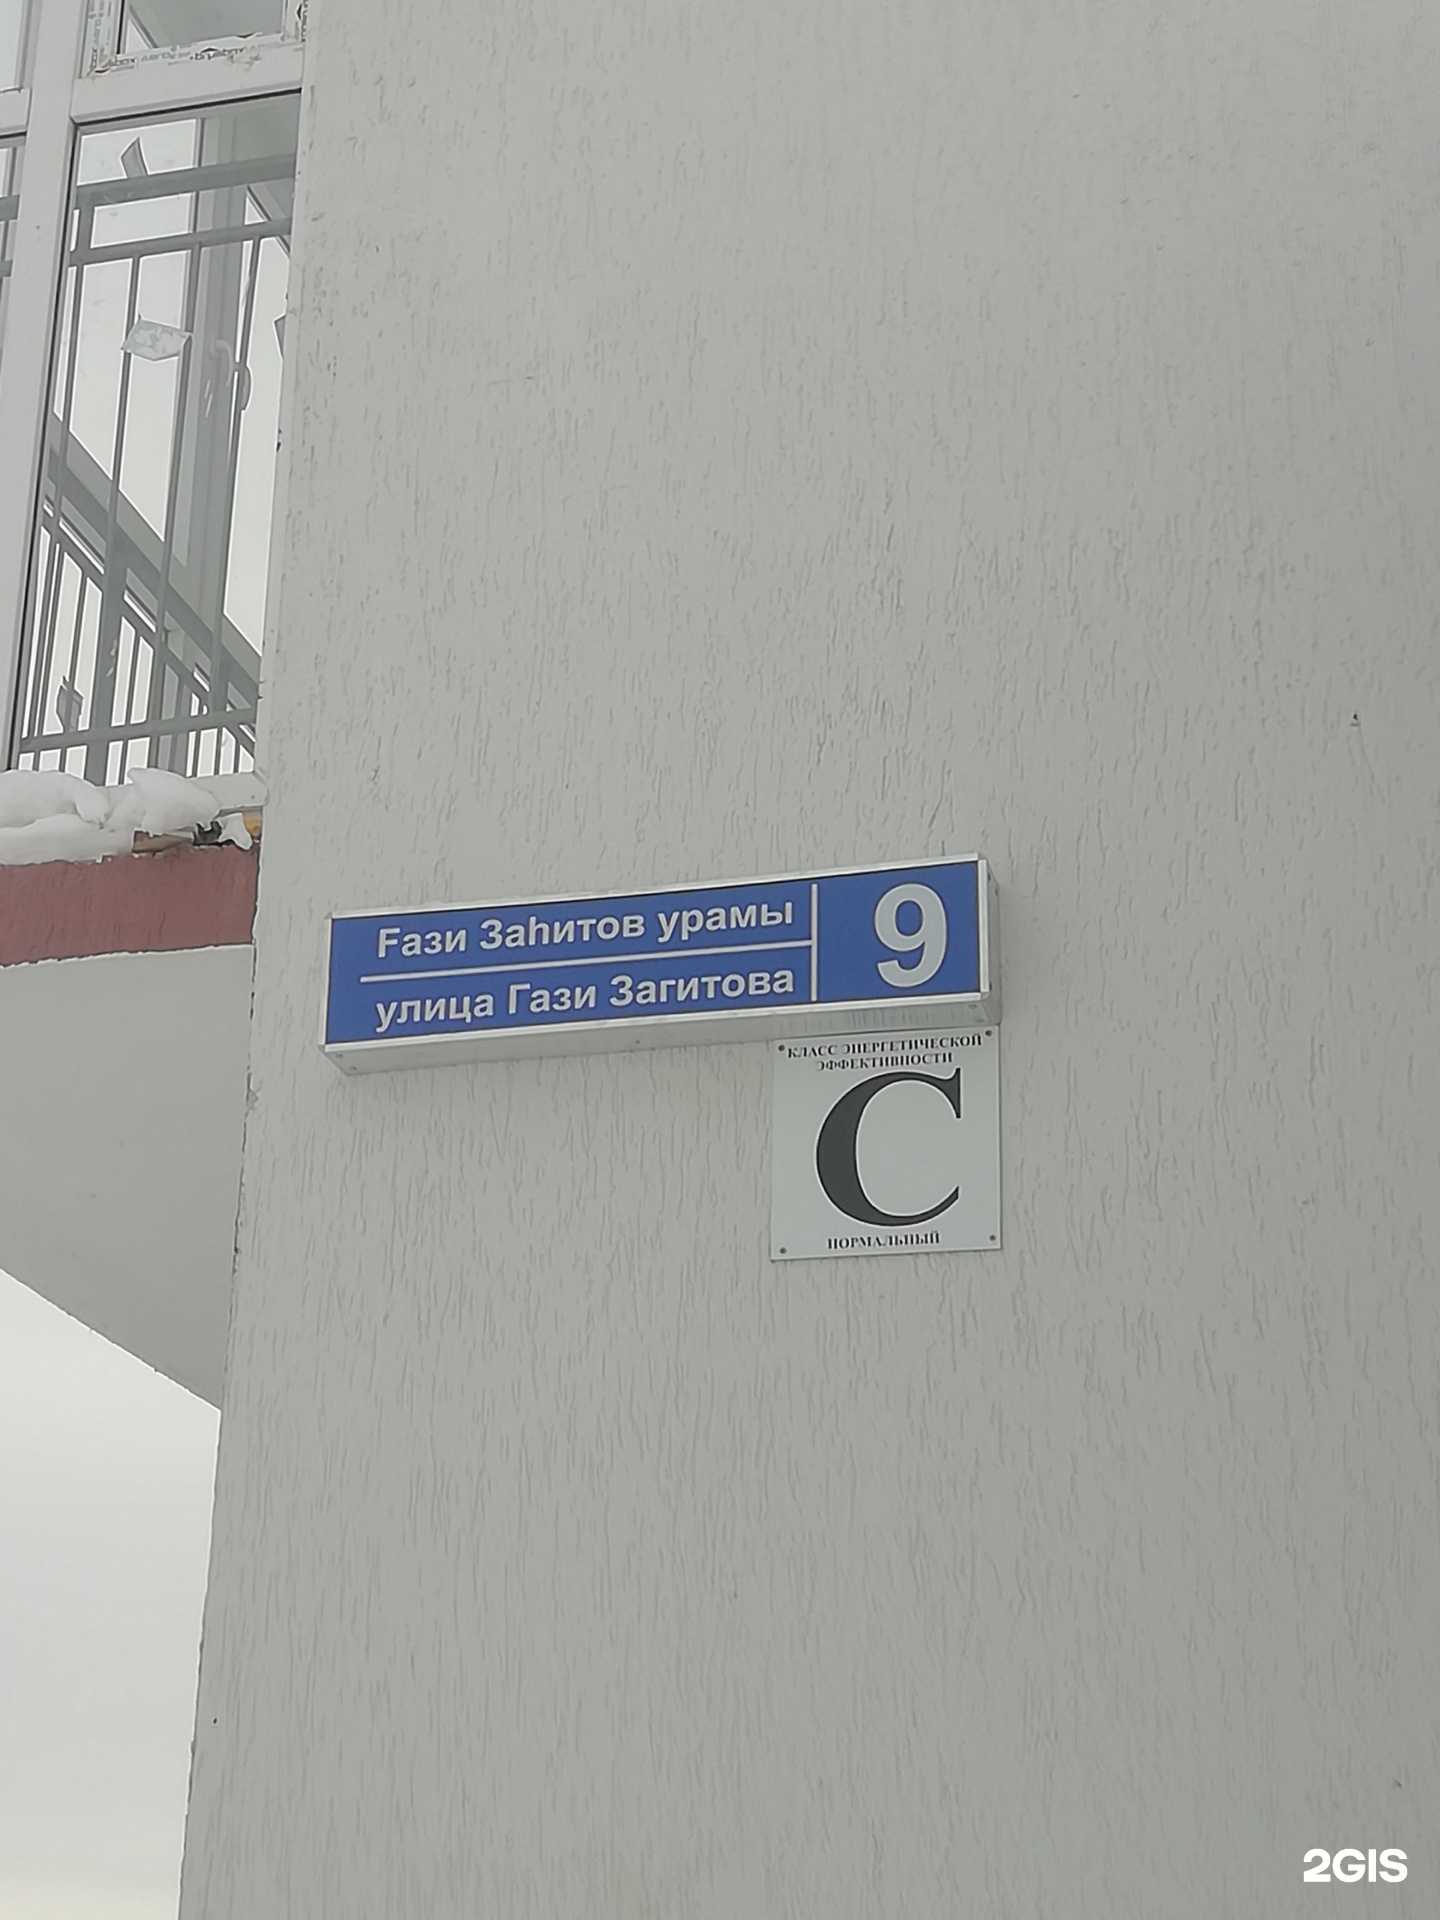 Ғази Заһитов урамы
улица Гази Загитова
9
КЛАСС ЭНЕРГЕТИЧЕСКОЙ
ЭФФЕКТИВНОСТИ
С
НОРМАЛЬНЫЙ
2GIS